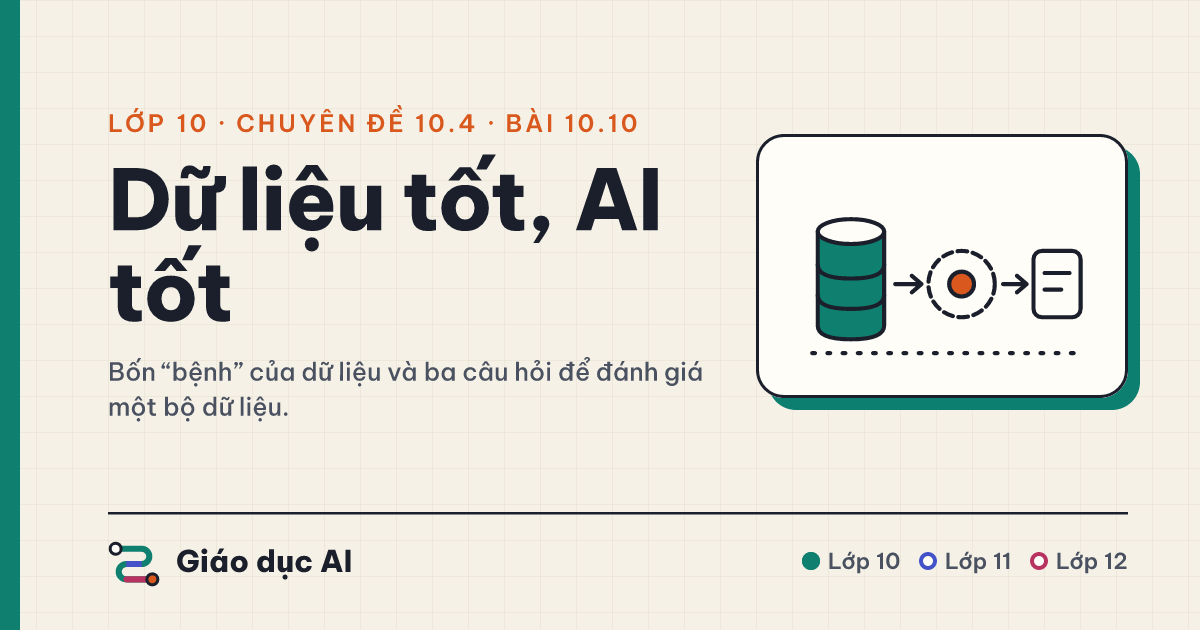 LỚP 10 · CHUYÊN ĐỀ 10.4 · BÀI 10.10
Dữ liệu tốt, AI
tốt
Bốn “bệnh” của dữ liệu và ba câu hỏi để đánh giá
một bộ dữ liệu.
Giáo dục AI
Lớp 10 Lớp 11 Lớp 12